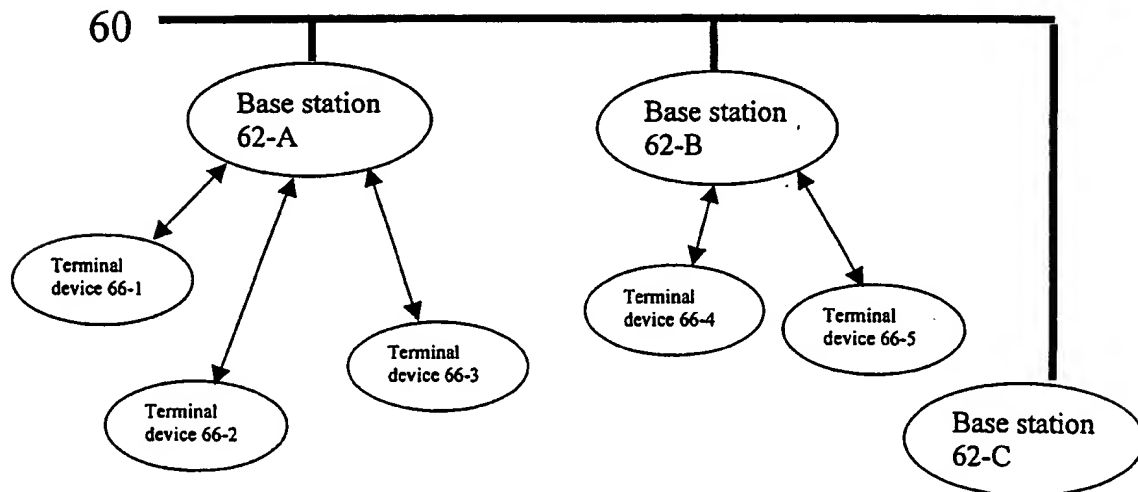 60
Base station
62-A
Base station
62-B
Terminal
device 66-1
Terminal
device 66-2
Terminal
device 66-3
Terminal
device 66-4
Terminal
device 66-5
Base station
62-C